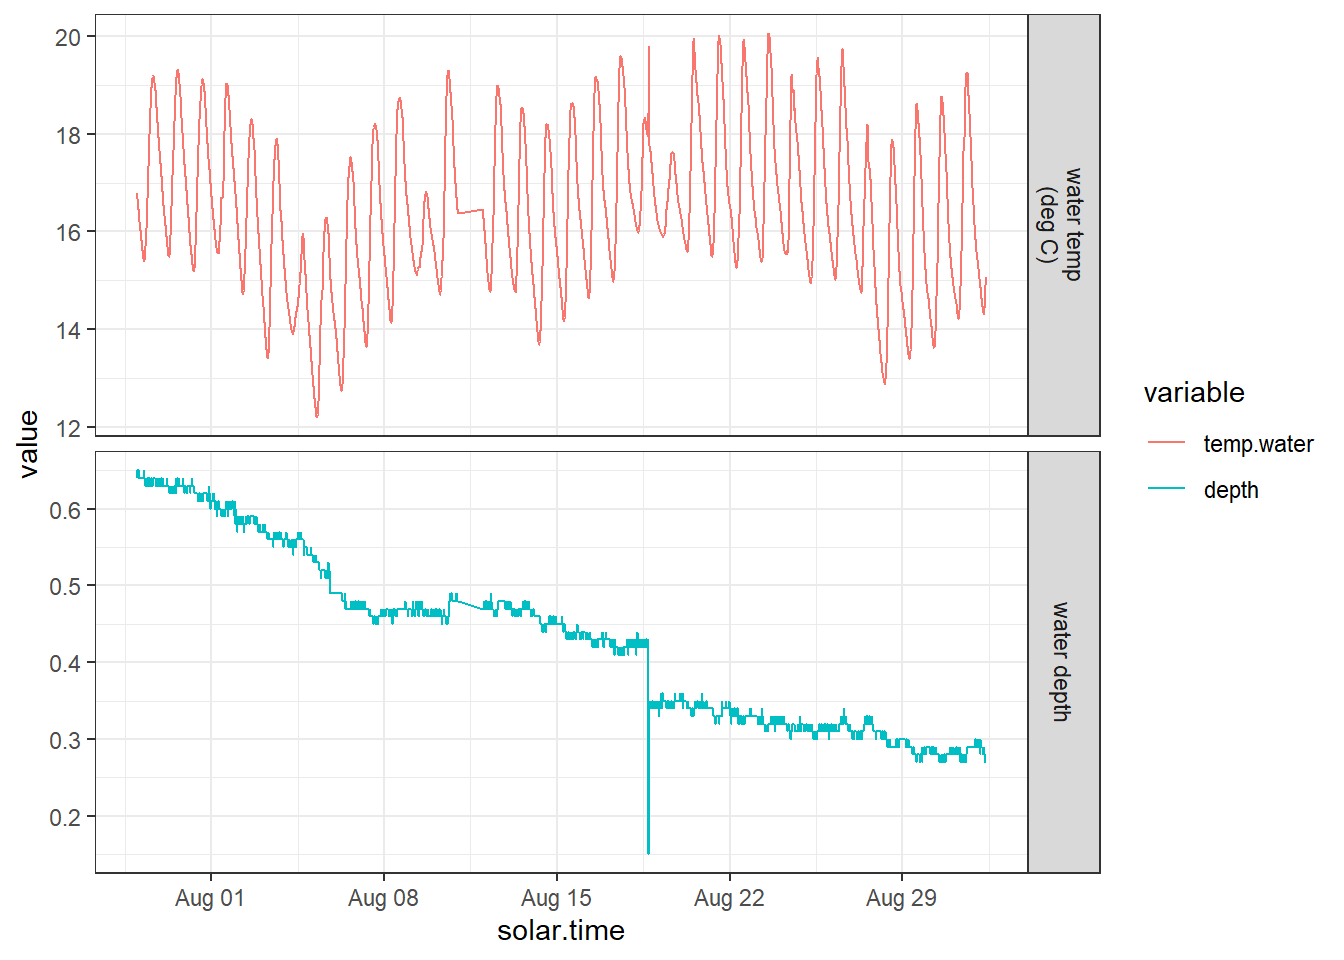 20
18
16
14
12
water temp
(deg C)
value
0.6
0.5
0.4
0.3
0.2
water depth
Aug 01
Aug 08
Aug 15
Aug 22
Aug 29
solar.time
variable
temp.water
depth